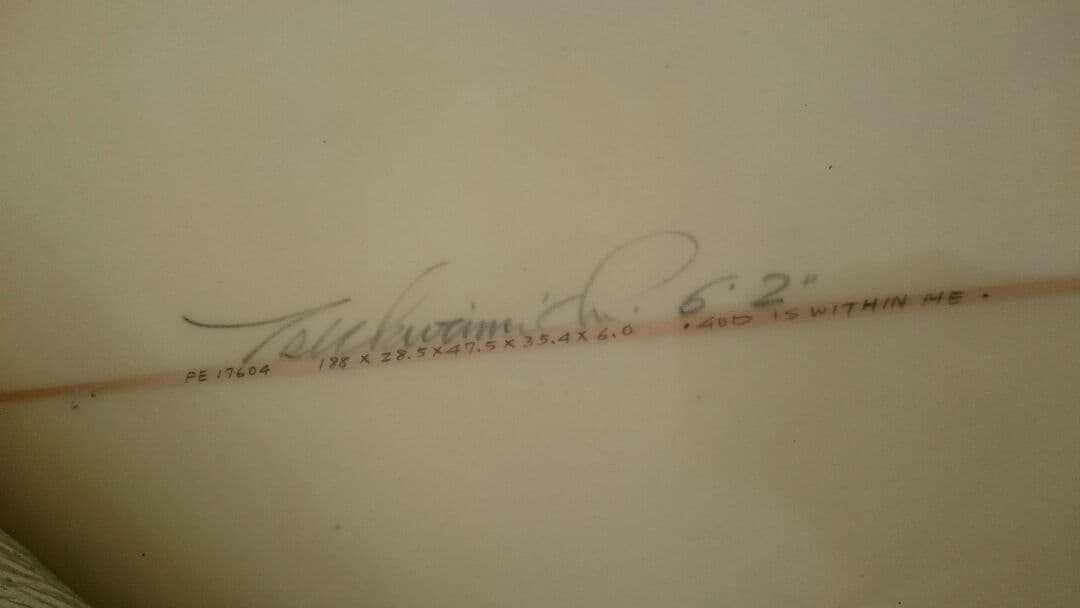 6' 2"
PE 17604 188 X 28.5 X 47.5 X 35.4 X 6.0 • GOD IS WITHIN ME •